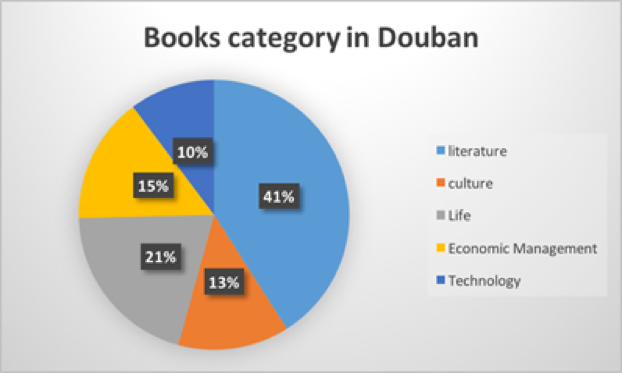 Books category in Douban
10%
15%
41%
21%
13%
literature
culture
Life
Economic Management
Technology